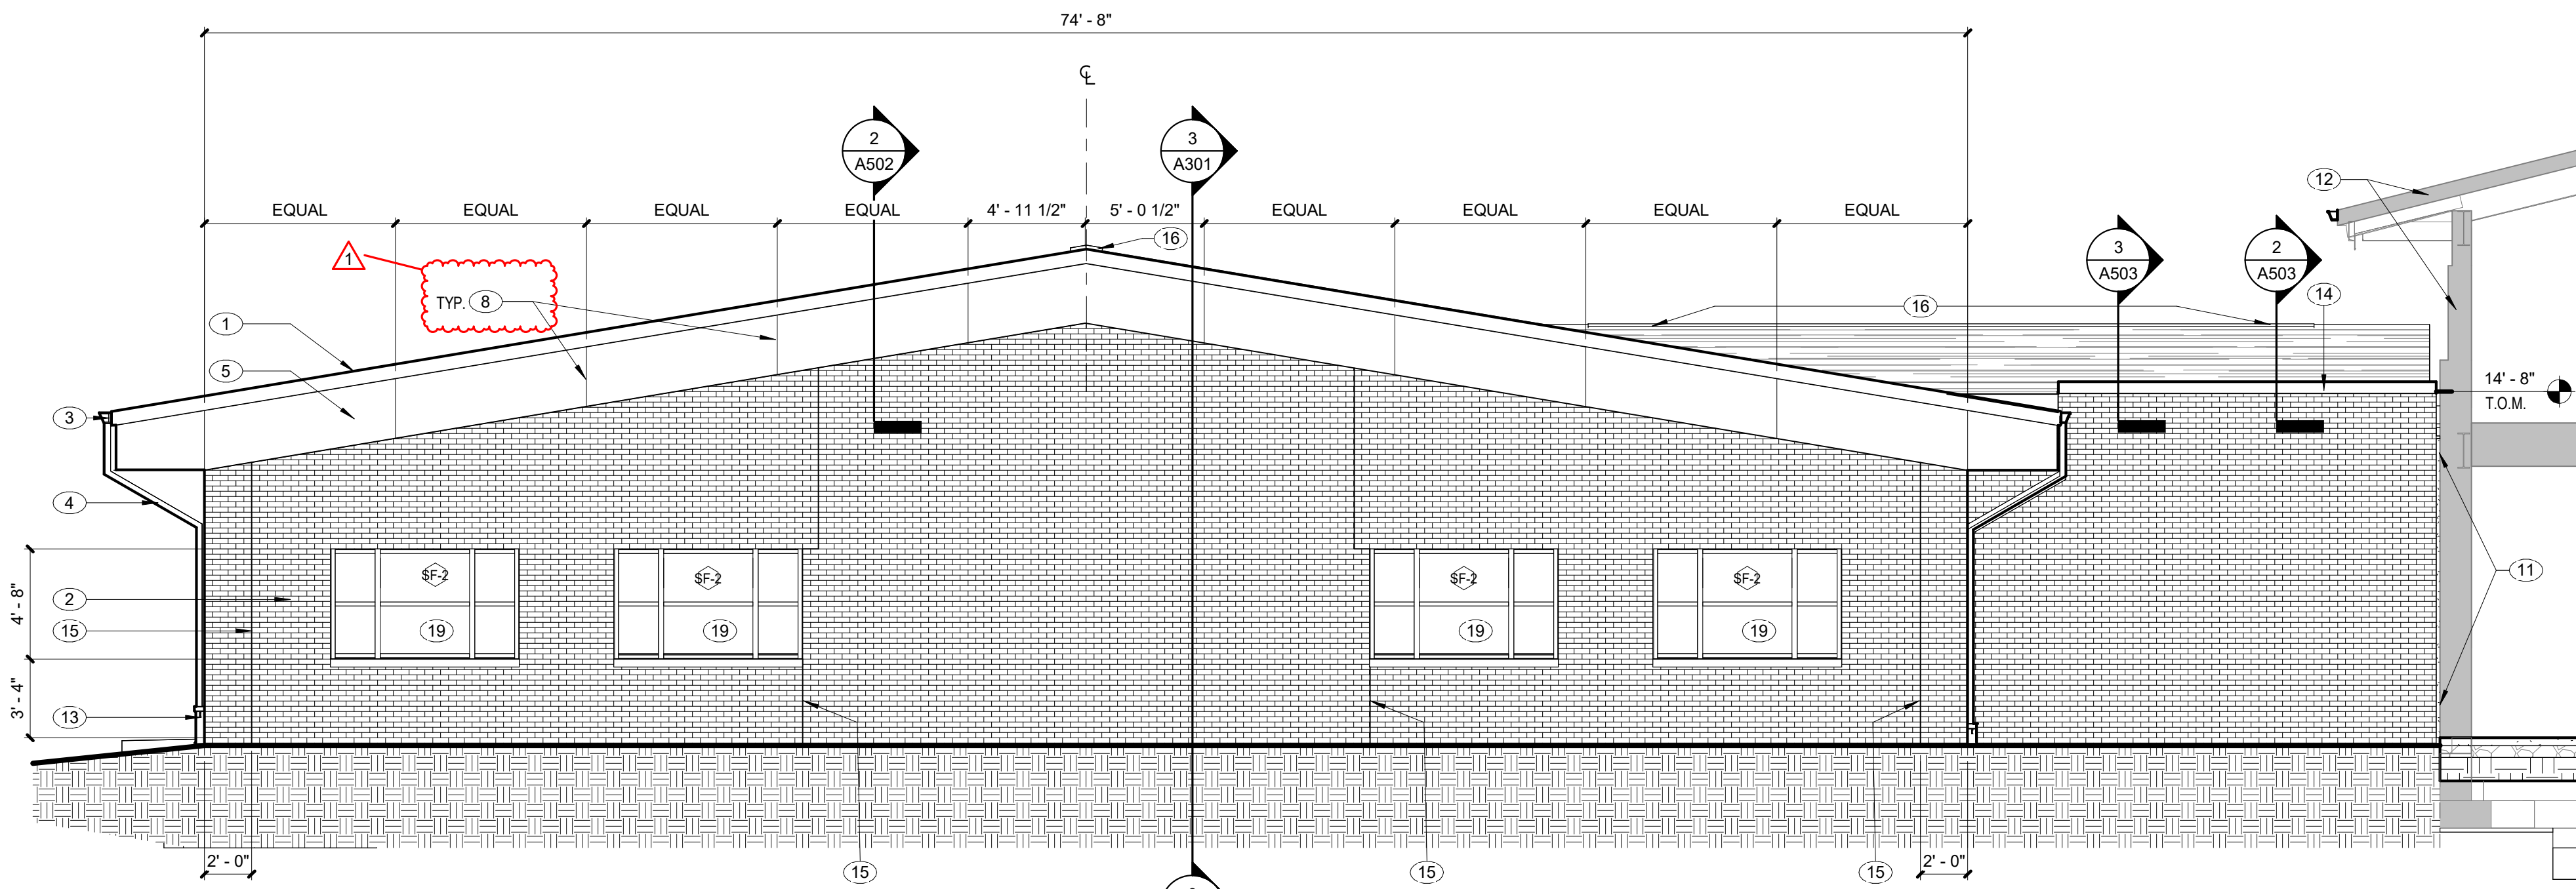 74' - 8"
℄
2
A502
3
A301
12
EQUAL
EQUAL
EQUAL
EQUAL
4' - 11 1/2"
5' - 0 1/2"
EQUAL
EQUAL
EQUAL
EQUAL
16
3
A503
2
A503
1
TYP. 8
14
16
1
5
14' - 8"
T.O.M.
3
4
4' - 8"
2
15
SF-2
19
SF-2
19
SF-2
19
SF-2
19
11
3' - 4"
13
2' - 0"
15
15
15
2' - 0"